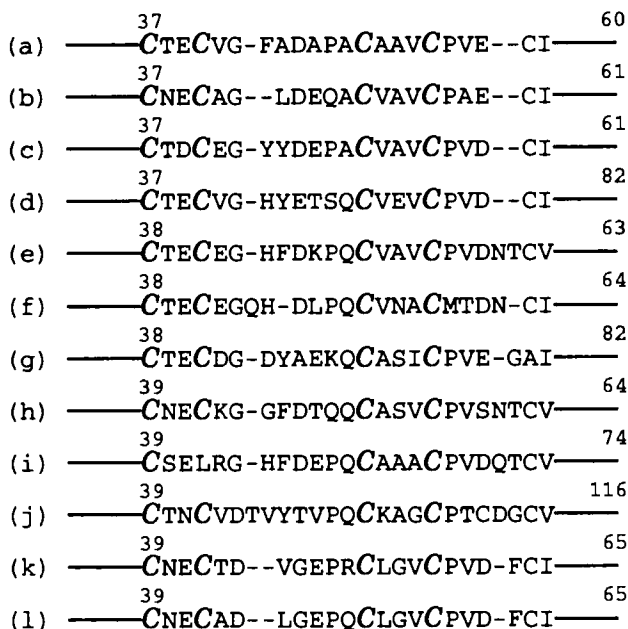 37 60
(a) CTECVG-FADAPACAAVCPVE--CI
37 61
(b) CNECAG--LDEQACVAVCPAE--CI
37 61
(c) CTDCEG-YYDEPACVAVCPVD--CI
37 82
(d) CTECVG-HYETSQCVEVCPVD--CI
38 63
(e) CTECEG-HFDKPQCVAVCPVDNTCV
38 64
(f) CTECEGQH-DLPQCVNACMTDN-CI
38 82
(g) CTECDG-DYAEKQCASICPVE-GAI
39 64
(h) CNECKG-GFDTQQCASVCPVSNTCV
39 74
(i) CSELRG-HFDEPQCAAACPVDQTCV
39 116
(j) CTNCVDTVYTVPQCKAGCPTCDGCV
39 65
(k) CNECTD--VGEPRCLGVCPVD-FCI
39 65
(l) CNECAD--LGEPQCLGVCPVD-FCI